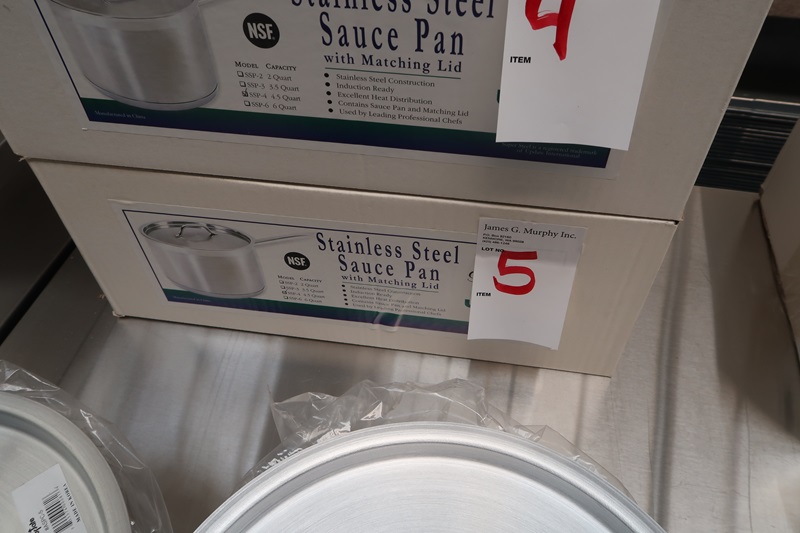 Stainless Steel
Sauce Pan
with Matching Lid
NSF
MODEL CAPACITY
SSP-2 2 Quart
SSP-3 3.5 Quart
SSP-4 4.5 Quart
SSP-6 6 Quart
• Stainless Steel Construction
• Induction Ready
• Excellent Heat Distribution
• Contains Sauce Pan and Matching Lid
• Used by Leading Professional Chefs
4
ITEM
Stainless Steel
Sauce Pan
with Matching Lid
NSF
MODEL CAPACITY
James G. Murphy Inc.
LOT NO.
5
ITEM
MADE IN KOREA